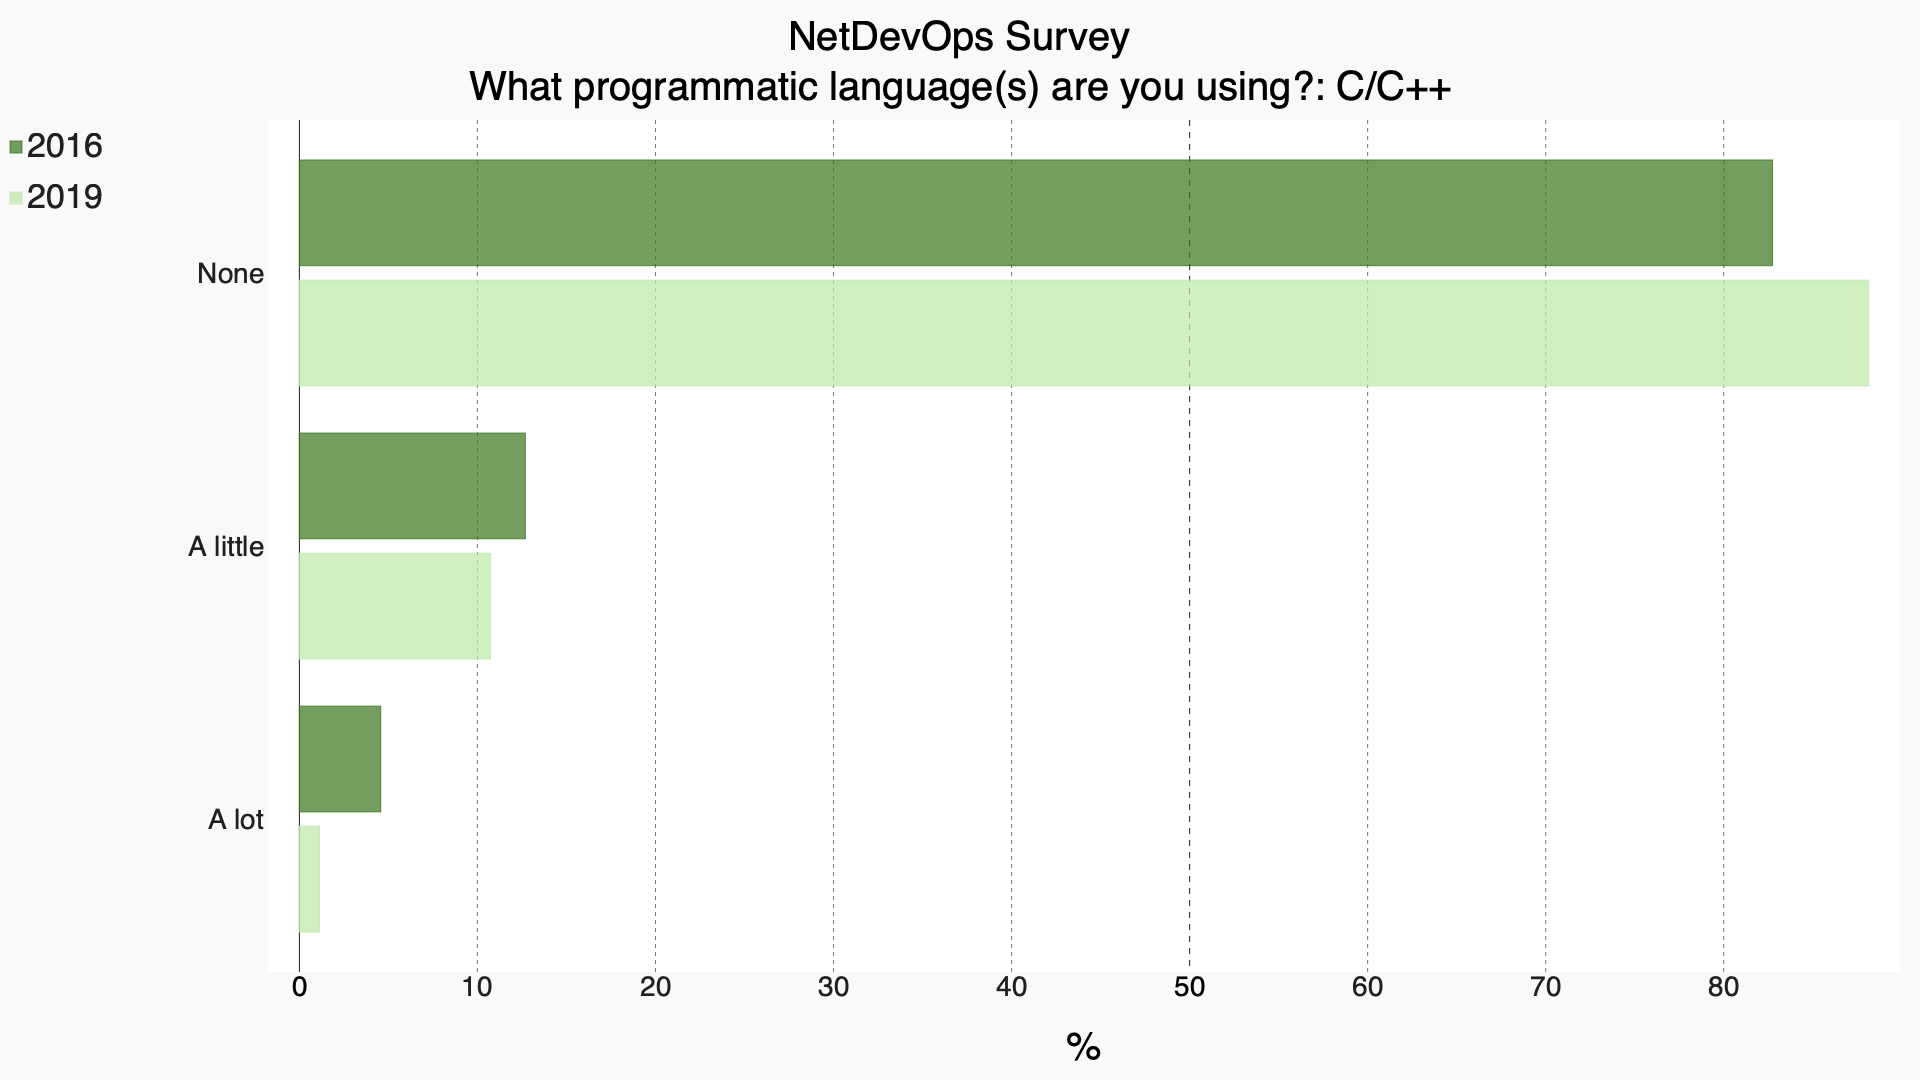 NetDevOps Survey
What programmatic language(s) are you using?: C/C++
2016
2019
None
A little
A lot
0 10 20 30 40 50 60 70 80
%